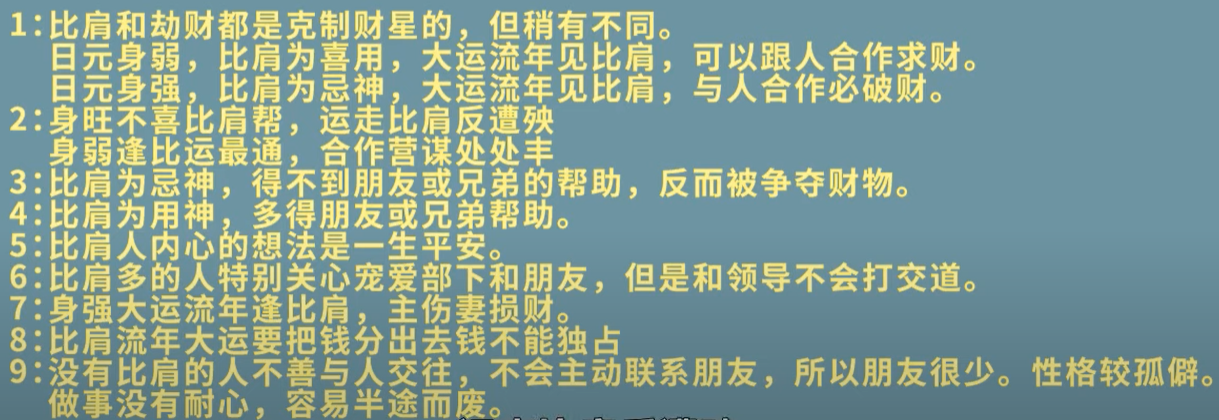 1:比肩和劫财都是克制财星的，但稍有不同。
日元身弱，比肩为喜用，大运流年见比肩，可以跟人合作求财。
日元身强，比肩为忌神，大运流年见比肩，与人合作必破财。
2:身旺不喜比肩帮，运走比肩反遭殃
身弱逢比运最通，合作营谋处处丰
3:比肩为忌神，得不到朋友或兄弟的帮助，反而被争夺财物。
4:比肩为用神，多得朋友或兄弟帮助。
5:比肩人内心的想法是一生平安。
6:比肩多的人特别关心宠爱部下和朋友，但是和领导不会打交道。
7:身强大运流年逢比肩，主伤妻损财。
8:比肩流年大运要把钱分出去钱不能独占
9:没有比肩的人不善与人交往，不会主动联系朋友，所以朋友很少。性格较孤僻。
做事没有耐心，容易半途而废。